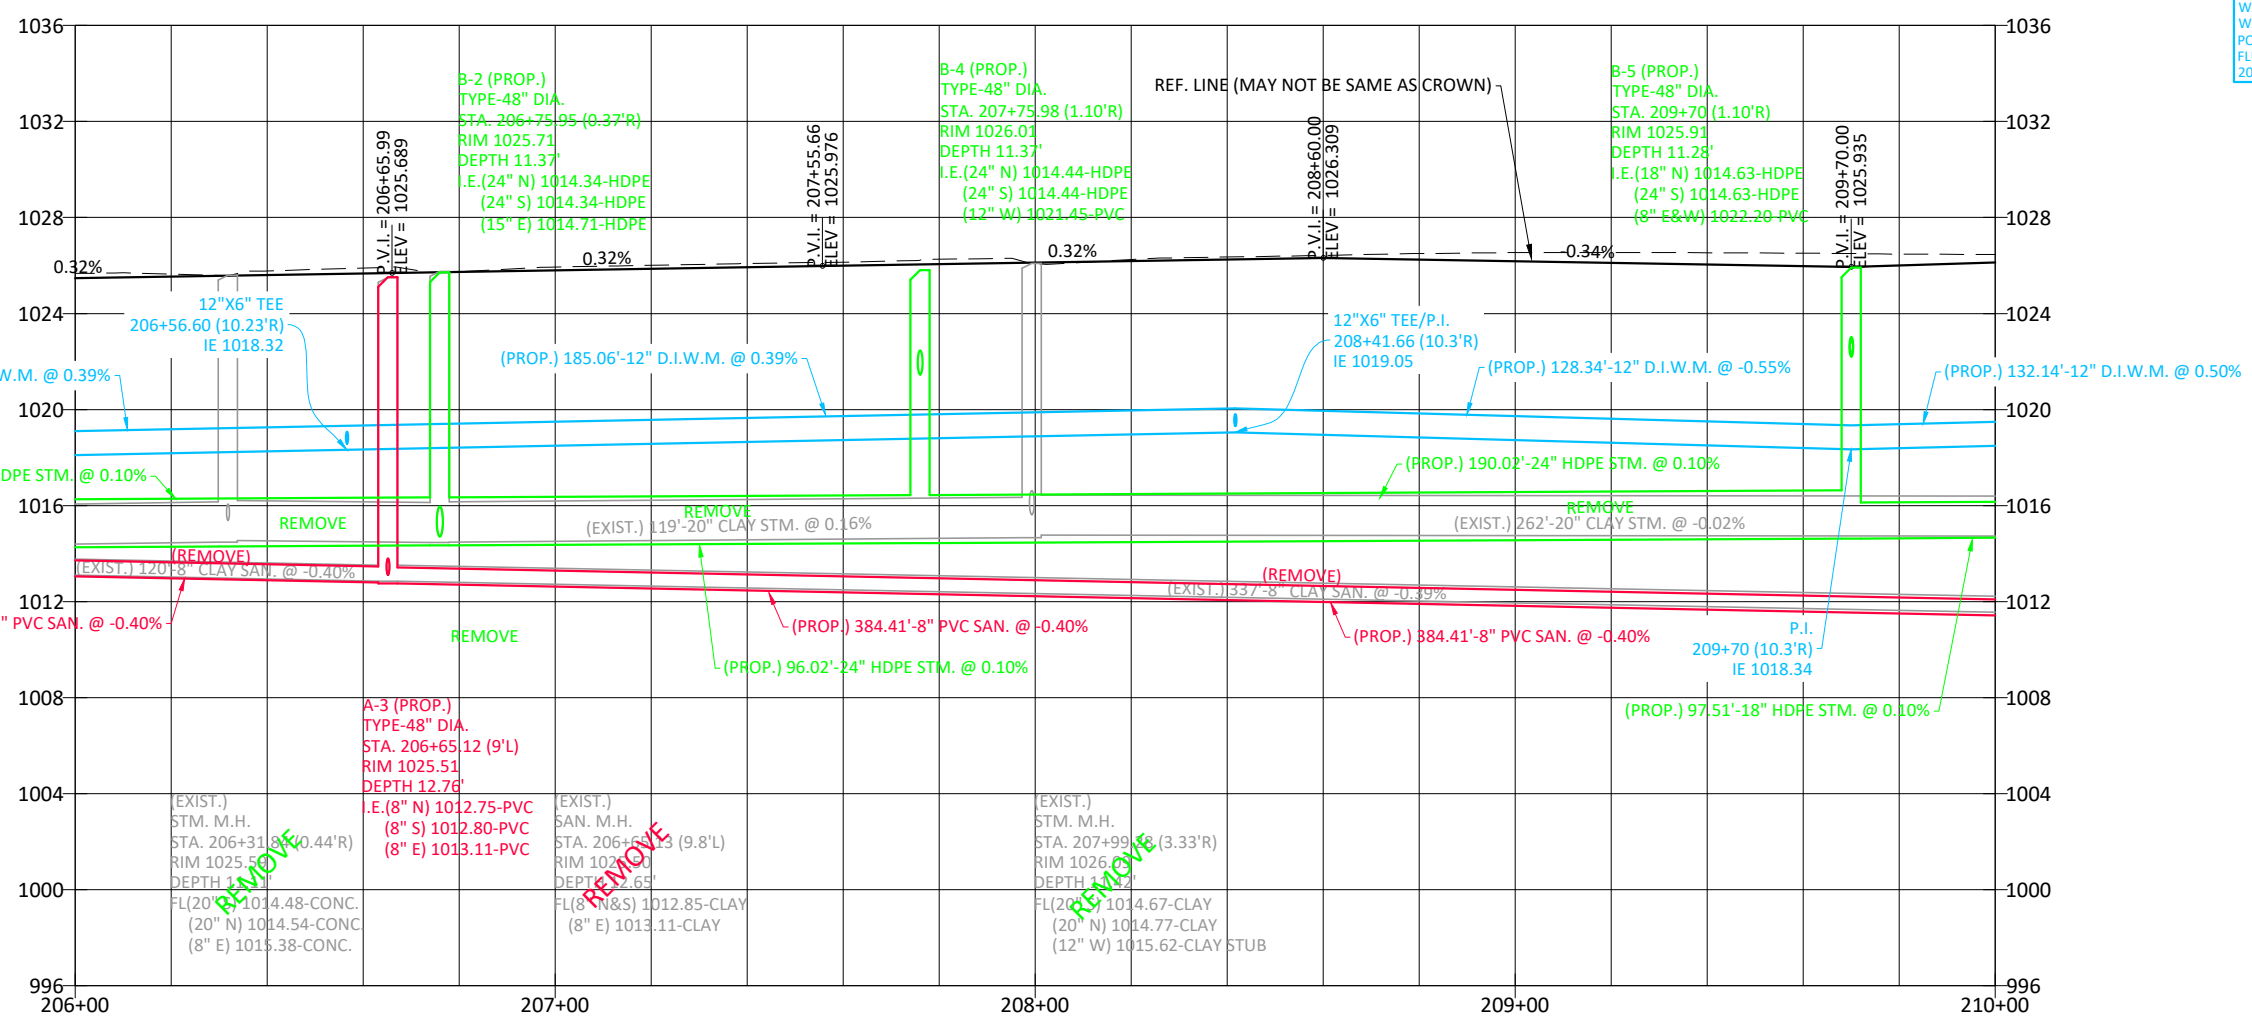 1036
1036
W
W
PO
FL
20
B-2 (PROP.)
TYPE-48" DIA.
STA. 206+75.95 (0.37'R)
RIM 1025.71
DEPTH 11.37'
I.E.(24" N) 1014.34-HDPE
(24" S) 1014.34-HDPE
(15" E) 1014.71-HDPE
B-4 (PROP.)
TYPE-48" DIA.
STA. 207+75.98 (1.10'R)
RIM 1026.01
DEPTH 11.37'
I.E.(24" N) 1014.44-HDPE
(24" S) 1014.44-HDPE
(12" W) 1021.45-PVC
REF. LINE (MAY NOT BE SAME AS CROWN)
B-5 (PROP.)
TYPE-48" DIA.
STA. 209+70 (1.10'R)
RIM 1025.91
DEPTH 11.28'
I.E.(18" N) 1014.63-HDPE
(24" S) 1014.63-HDPE
(8" E&W) 1022.20-PVC
1032
1032
P.V.I. = 206+65.99
ELEV = 1025.689
P.V.I. = 207+55.66
ELEV = 1025.976
P.V.I. = 208+60.00
ELEV = 1026.309
P.V.I. = 209+70.00
ELEV = 1025.935
1028
1028
0.32%
0.32%
0.32%
-0.34%
1024
1024
12"X6" TEE
206+56.60 (10.23'R)
IE 1018.32
12"X6" TEE/P.I.
208+41.66 (10.3'R)
IE 1019.05
W.M. @ 0.39%
(PROP.) 185.06'-12" D.I.W.M. @ 0.39%
(PROP.) 128.34'-12" D.I.W.M. @ -0.55%
(PROP.) 132.14'-12" D.I.W.M. @ 0.50%
1020
1020
DPE STM. @ 0.10%
(PROP.) 190.02'-24" HDPE STM. @ 0.10%
1016
1016
REMOVE
REMOVE
REMOVE
(EXIST.) 119'-20" CLAY STM. @ 0.16%
(EXIST.) 262'-20" CLAY STM. @ -0.02%
(REMOVE)
(EXIST.) 120'-8" CLAY SAN. @ -0.40%
(REMOVE)
(EXIST.) 337'-8" CLAY SAN. @ -0.39%
1012
1012
" PVC SAN. @ -0.40%
REMOVE
(PROP.) 384.41'-8" PVC SAN. @ -0.40%
(PROP.) 384.41'-8" PVC SAN. @ -0.40%
P.I.
209+70 (10.3'R)
IE 1018.34
(PROP.) 96.02'-24" HDPE STM. @ 0.10%
1008
1008
(PROP.) 97.51'-18" HDPE STM. @ 0.10%
A-3 (PROP.)
TYPE-48" DIA.
STA. 206+65.12 (9'L)
RIM 1025.51
DEPTH 12.76'
I.E.(8" N) 1012.75-PVC
(8" S) 1012.80-PVC
(8" E) 1013.11-PVC
1004
1004
(EXIST.)
STM. M.H.
STA. 206+31.84 (0.44'R)
RIM
DEPTH
FL(20" S) 1014.48-CONC.
(20" N) 1014.54-CONC.
(8" E) 1015.38-CONC.
REMOVE
(EXIST.)
SAN. M.H.
(9.8'L)
RIM
DEPTH 12.65'
FL(8" N&S) 1012.85-CLAY
(8" E) 1013.11-CLAY
REMOVE
(EXIST.)
STM. M.H.
(3.33'R)
RIM
DEPTH
FL(20" S) 1014.67-CLAY
(20" N) 1014.77-CLAY
(12" W) 1015.62-CLAY STUB
REMOVE
1000
1000
996
996
206+00
207+00
208+00
209+00
210+00